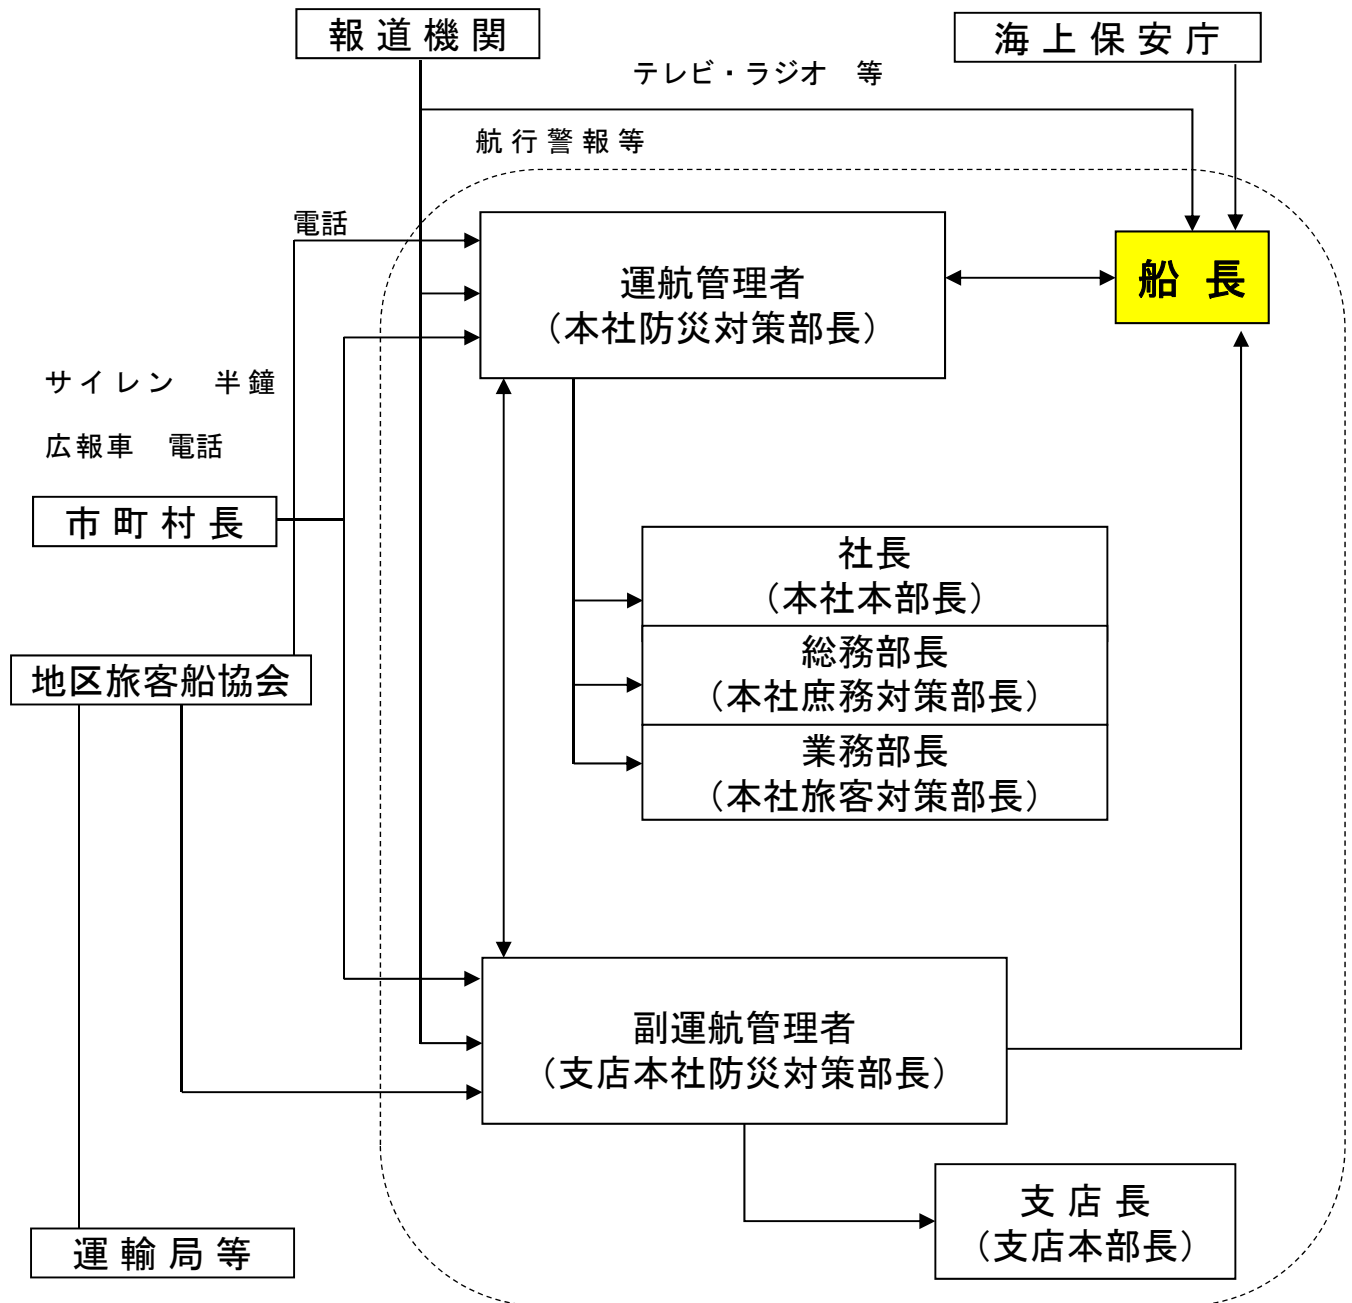 報道機関
海上保安庁
テレビ・ラジオ　等
航行警報等
電話
運航管理者
（本社防災対策部長）
船 長
サイレン　半鐘
広報車　電話
市町村長
社長
（本社本部長）
総務部長
（本社庶務対策部長）
地区旅客船協会
業務部長
（本社旅客対策部長）
副運航管理者
（支店本社防災対策部長）
支店長
（支店本部長）
運輸局等